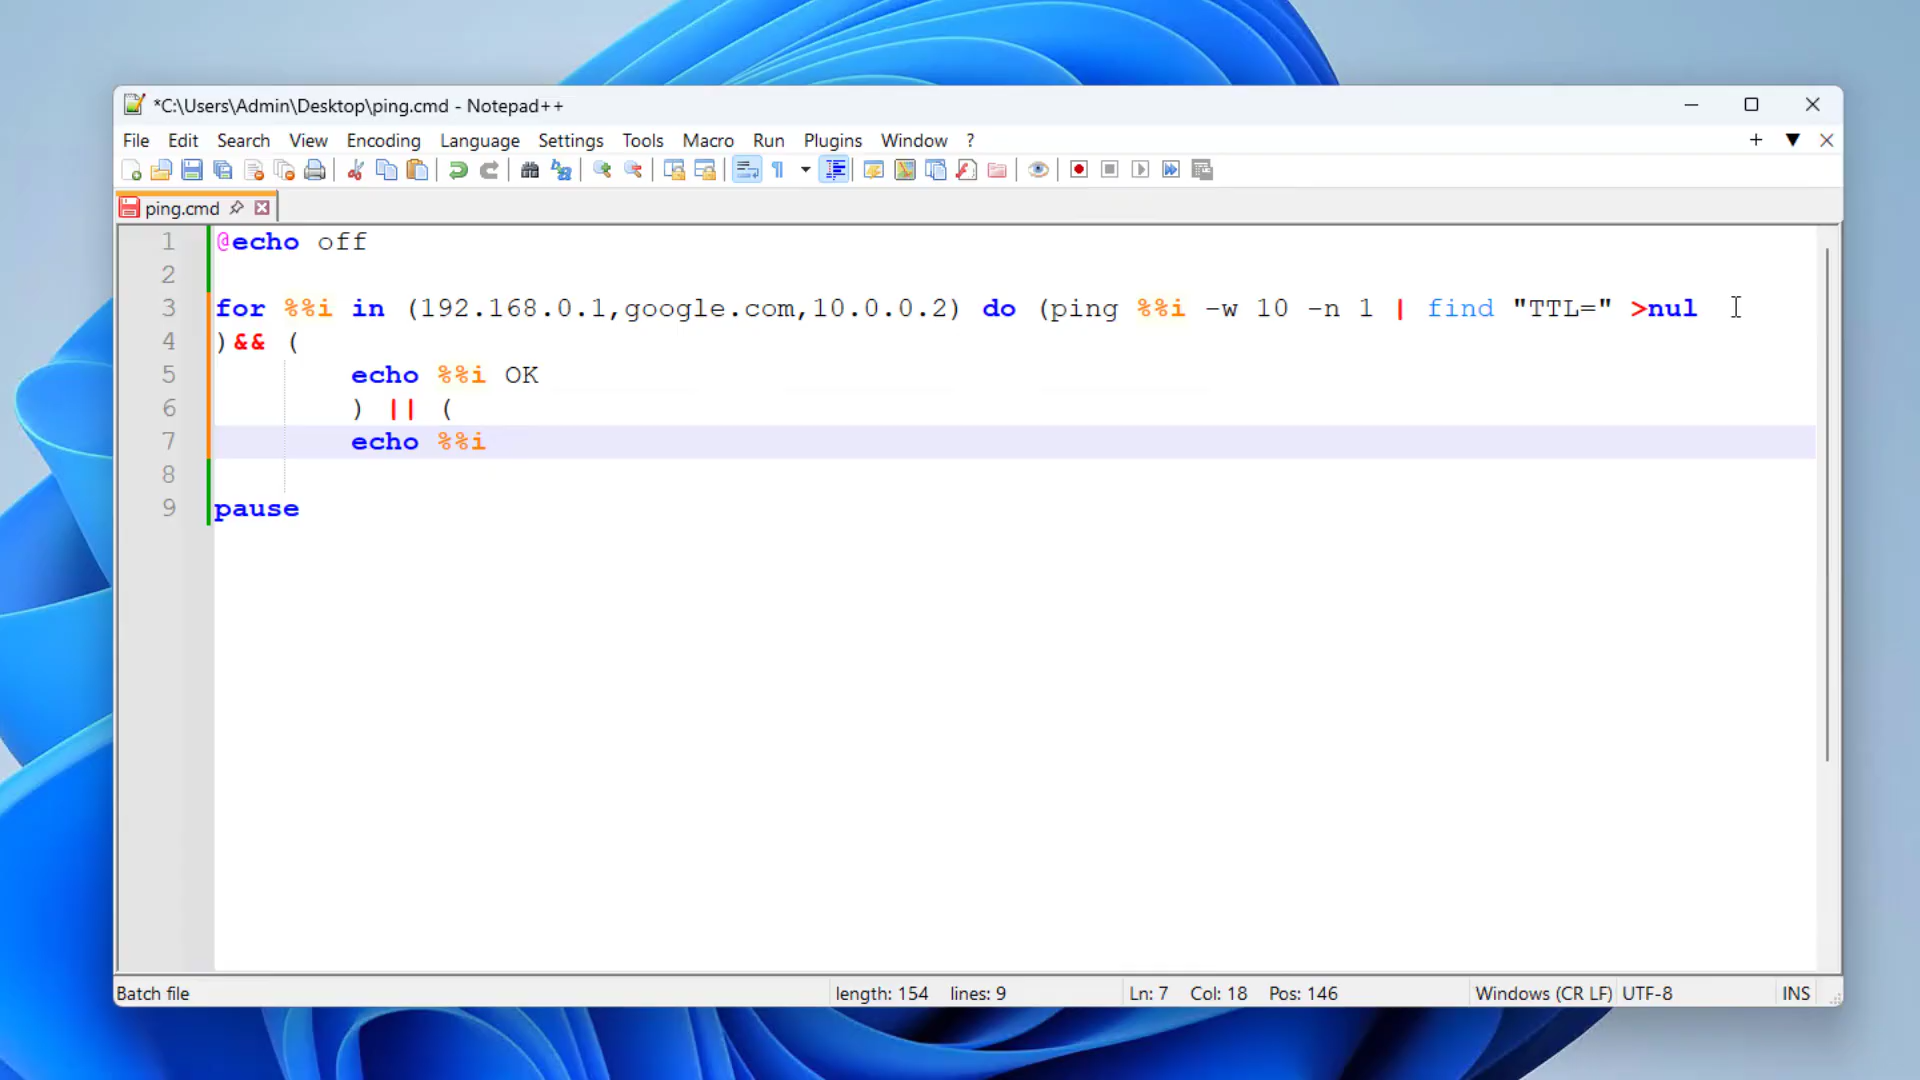 *C:\Users\Admin\Desktop\ping.cmd - Notepad++
File Edit Search View Encoding Language Settings Tools Macro Run Plugins Window ?
ping.cmd
1 @echo off
2
3 for %%i in (192.168.0.1,google.com,10.0.0.2) do (ping %%i -w 10 -n 1 | find "TTL=" >nul
4 )&& (
5 echo %%i OK
6 ) || (
7 echo %%i
8
9 pause
Batch file length: 154 lines: 9 Ln: 7 Col: 18 Pos: 146 Windows (CR LF) UTF-8 INS